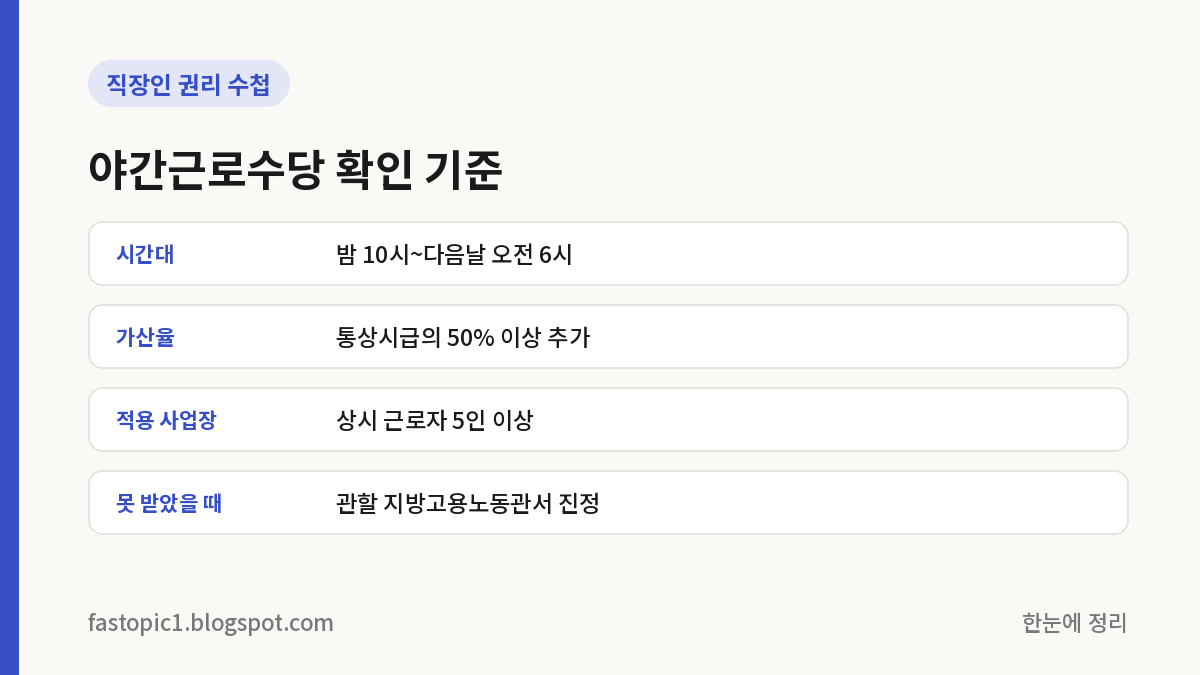 직장인 권리 수첩
야간근로수당 확인 기준
시간대 밤 10시~다음날 오전 6시
가산율 통상시급의 50% 이상 추가
적용 사업장 상시 근로자 5인 이상
못 받았을 때 관할 지방고용노동관서 진정
fastopic1.blogspot.com 한눈에 정리